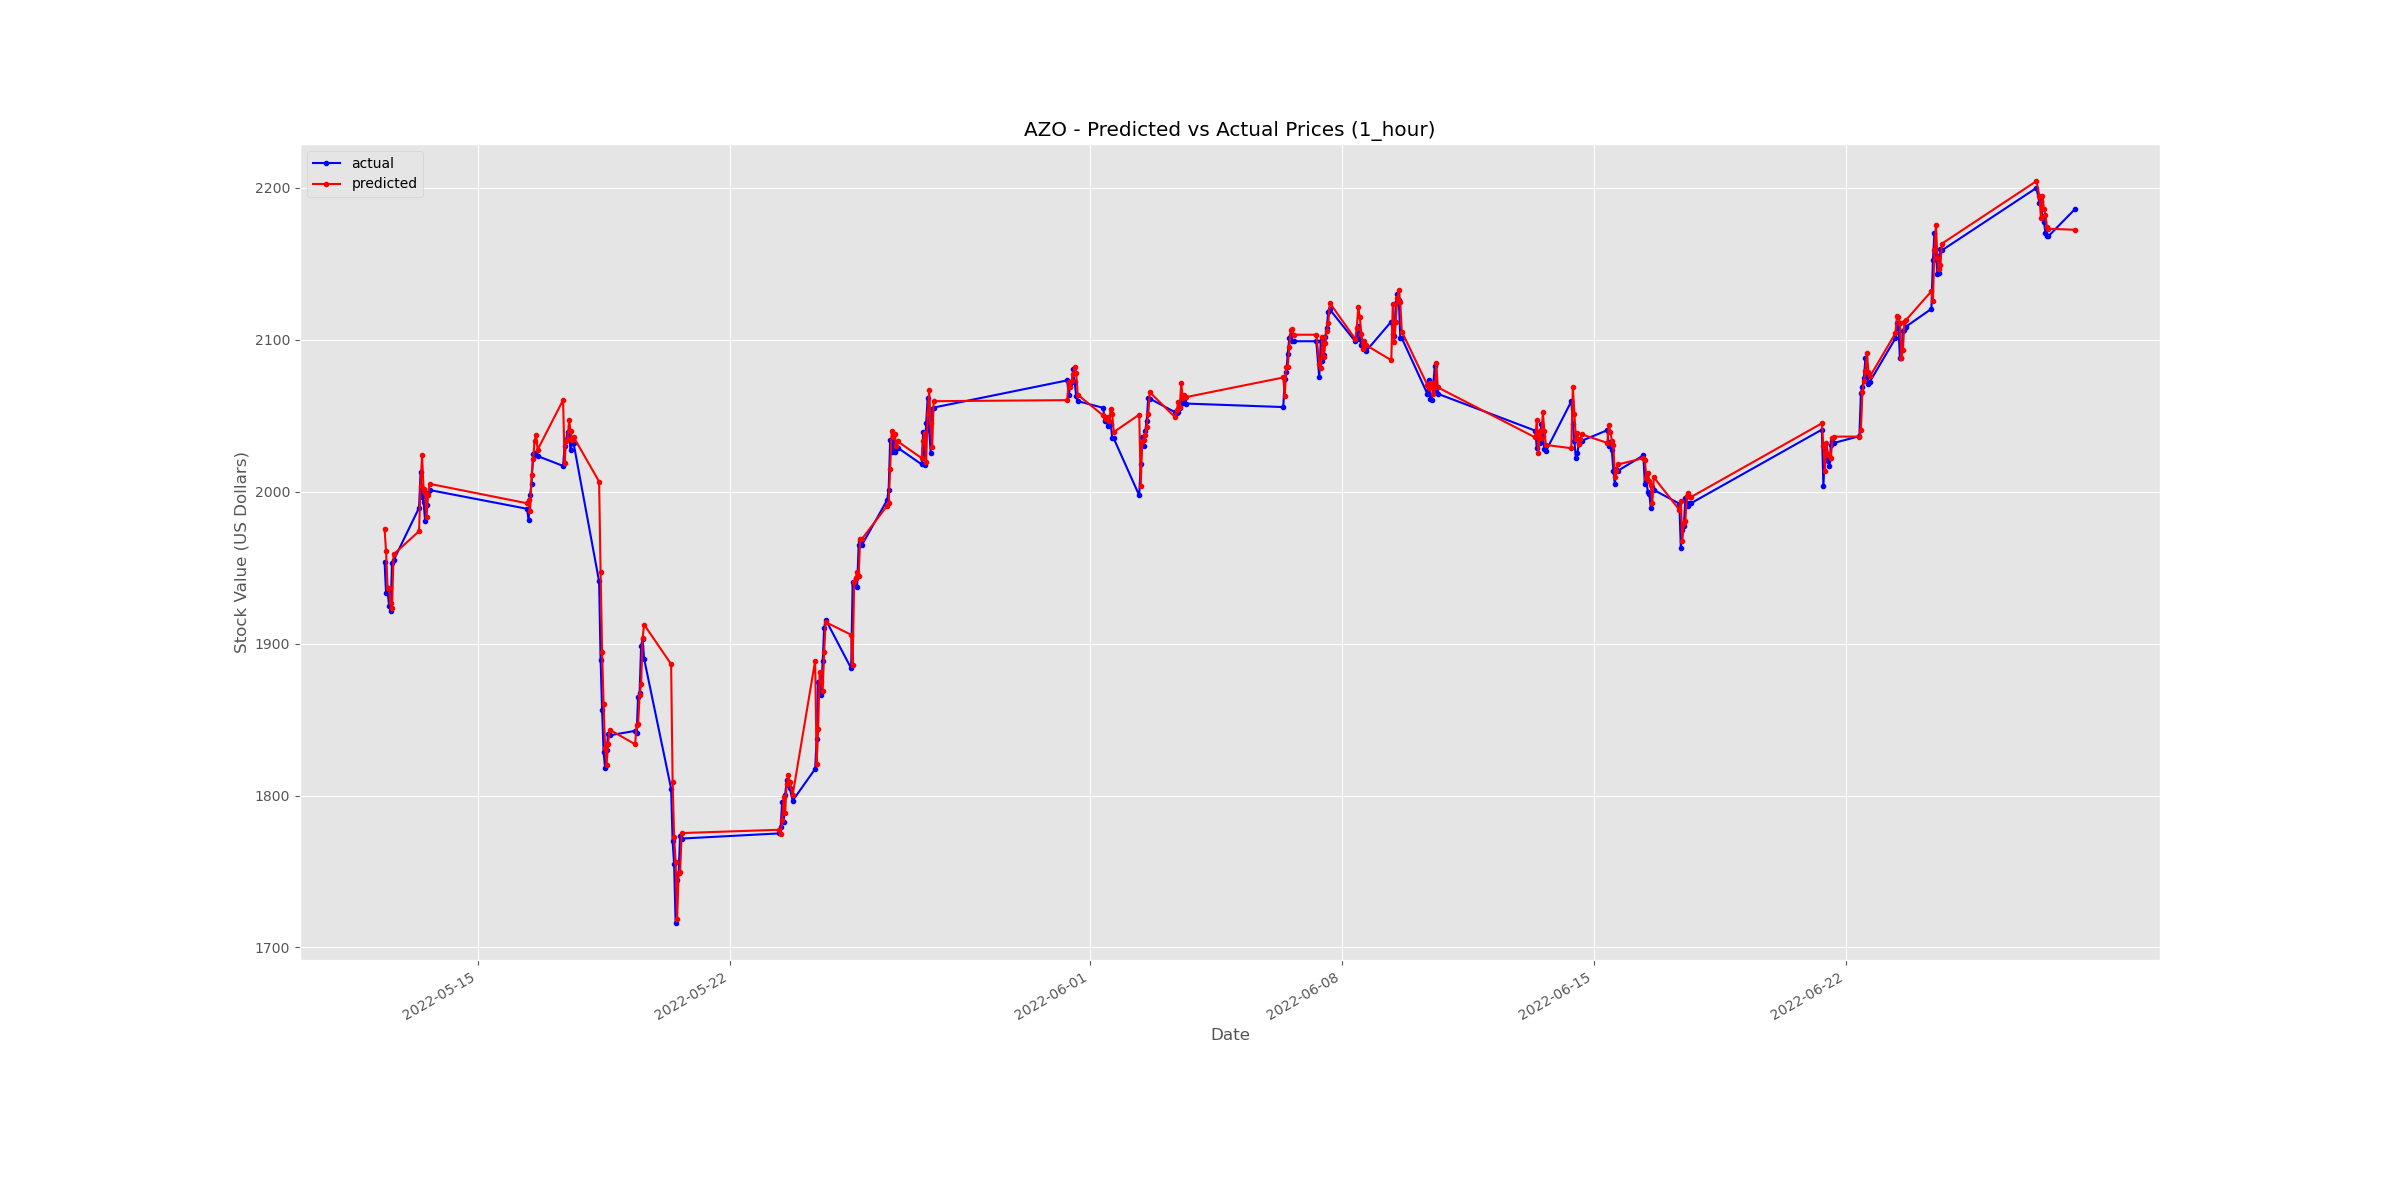 AZO - Predicted vs Actual Prices (1_hour)
actual
predicted
Stock Value (US Dollars)
2200
2100
2000
1900
1800
1700
2022-05-15
2022-05-22
2022-06-01
2022-06-08
2022-06-15
2022-06-22
Date